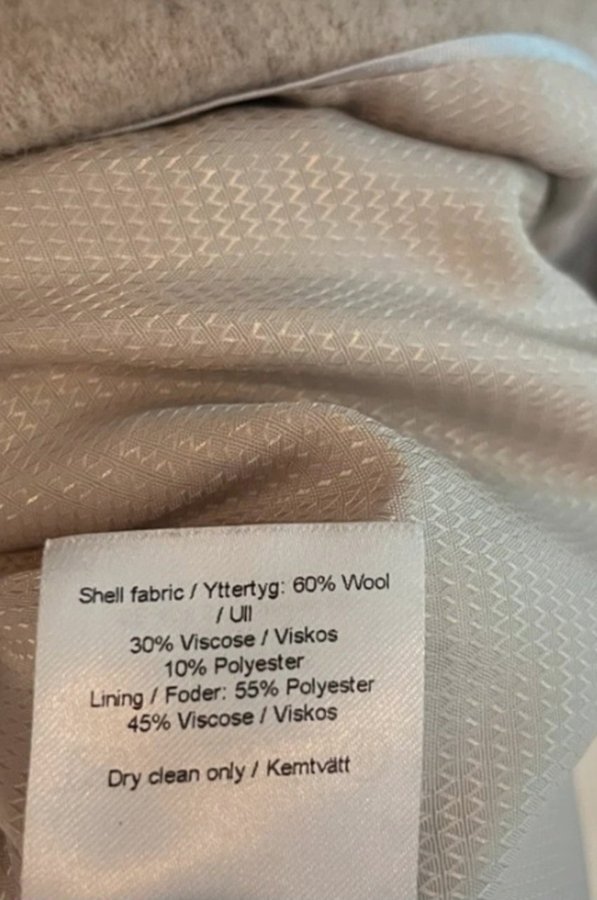 Shell fabric / Yttertyg: 60% Wool
/ Ull
30% Viscose / Viskos
10% Polyester
Lining / Foder: 55% Polyester
45% Viscose / Viskos
Dry clean only / Kemtvätt